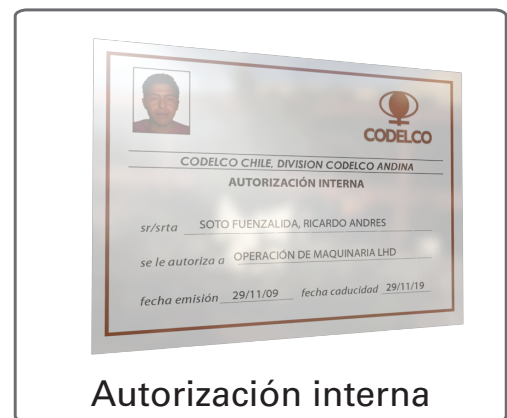 CODELCO
CODELCO CHILE, DIVISION CODELCO ANDINA
AUTORIZACIÓN INTERNA
sr/srta SOTO FUENZALIDA, RICARDO ANDRES
se le autoriza a OPERACIÓN DE MAQUINARIA LHD
fecha emisión 29/11/09 fecha caducidad 29/11/19
Autorización interna